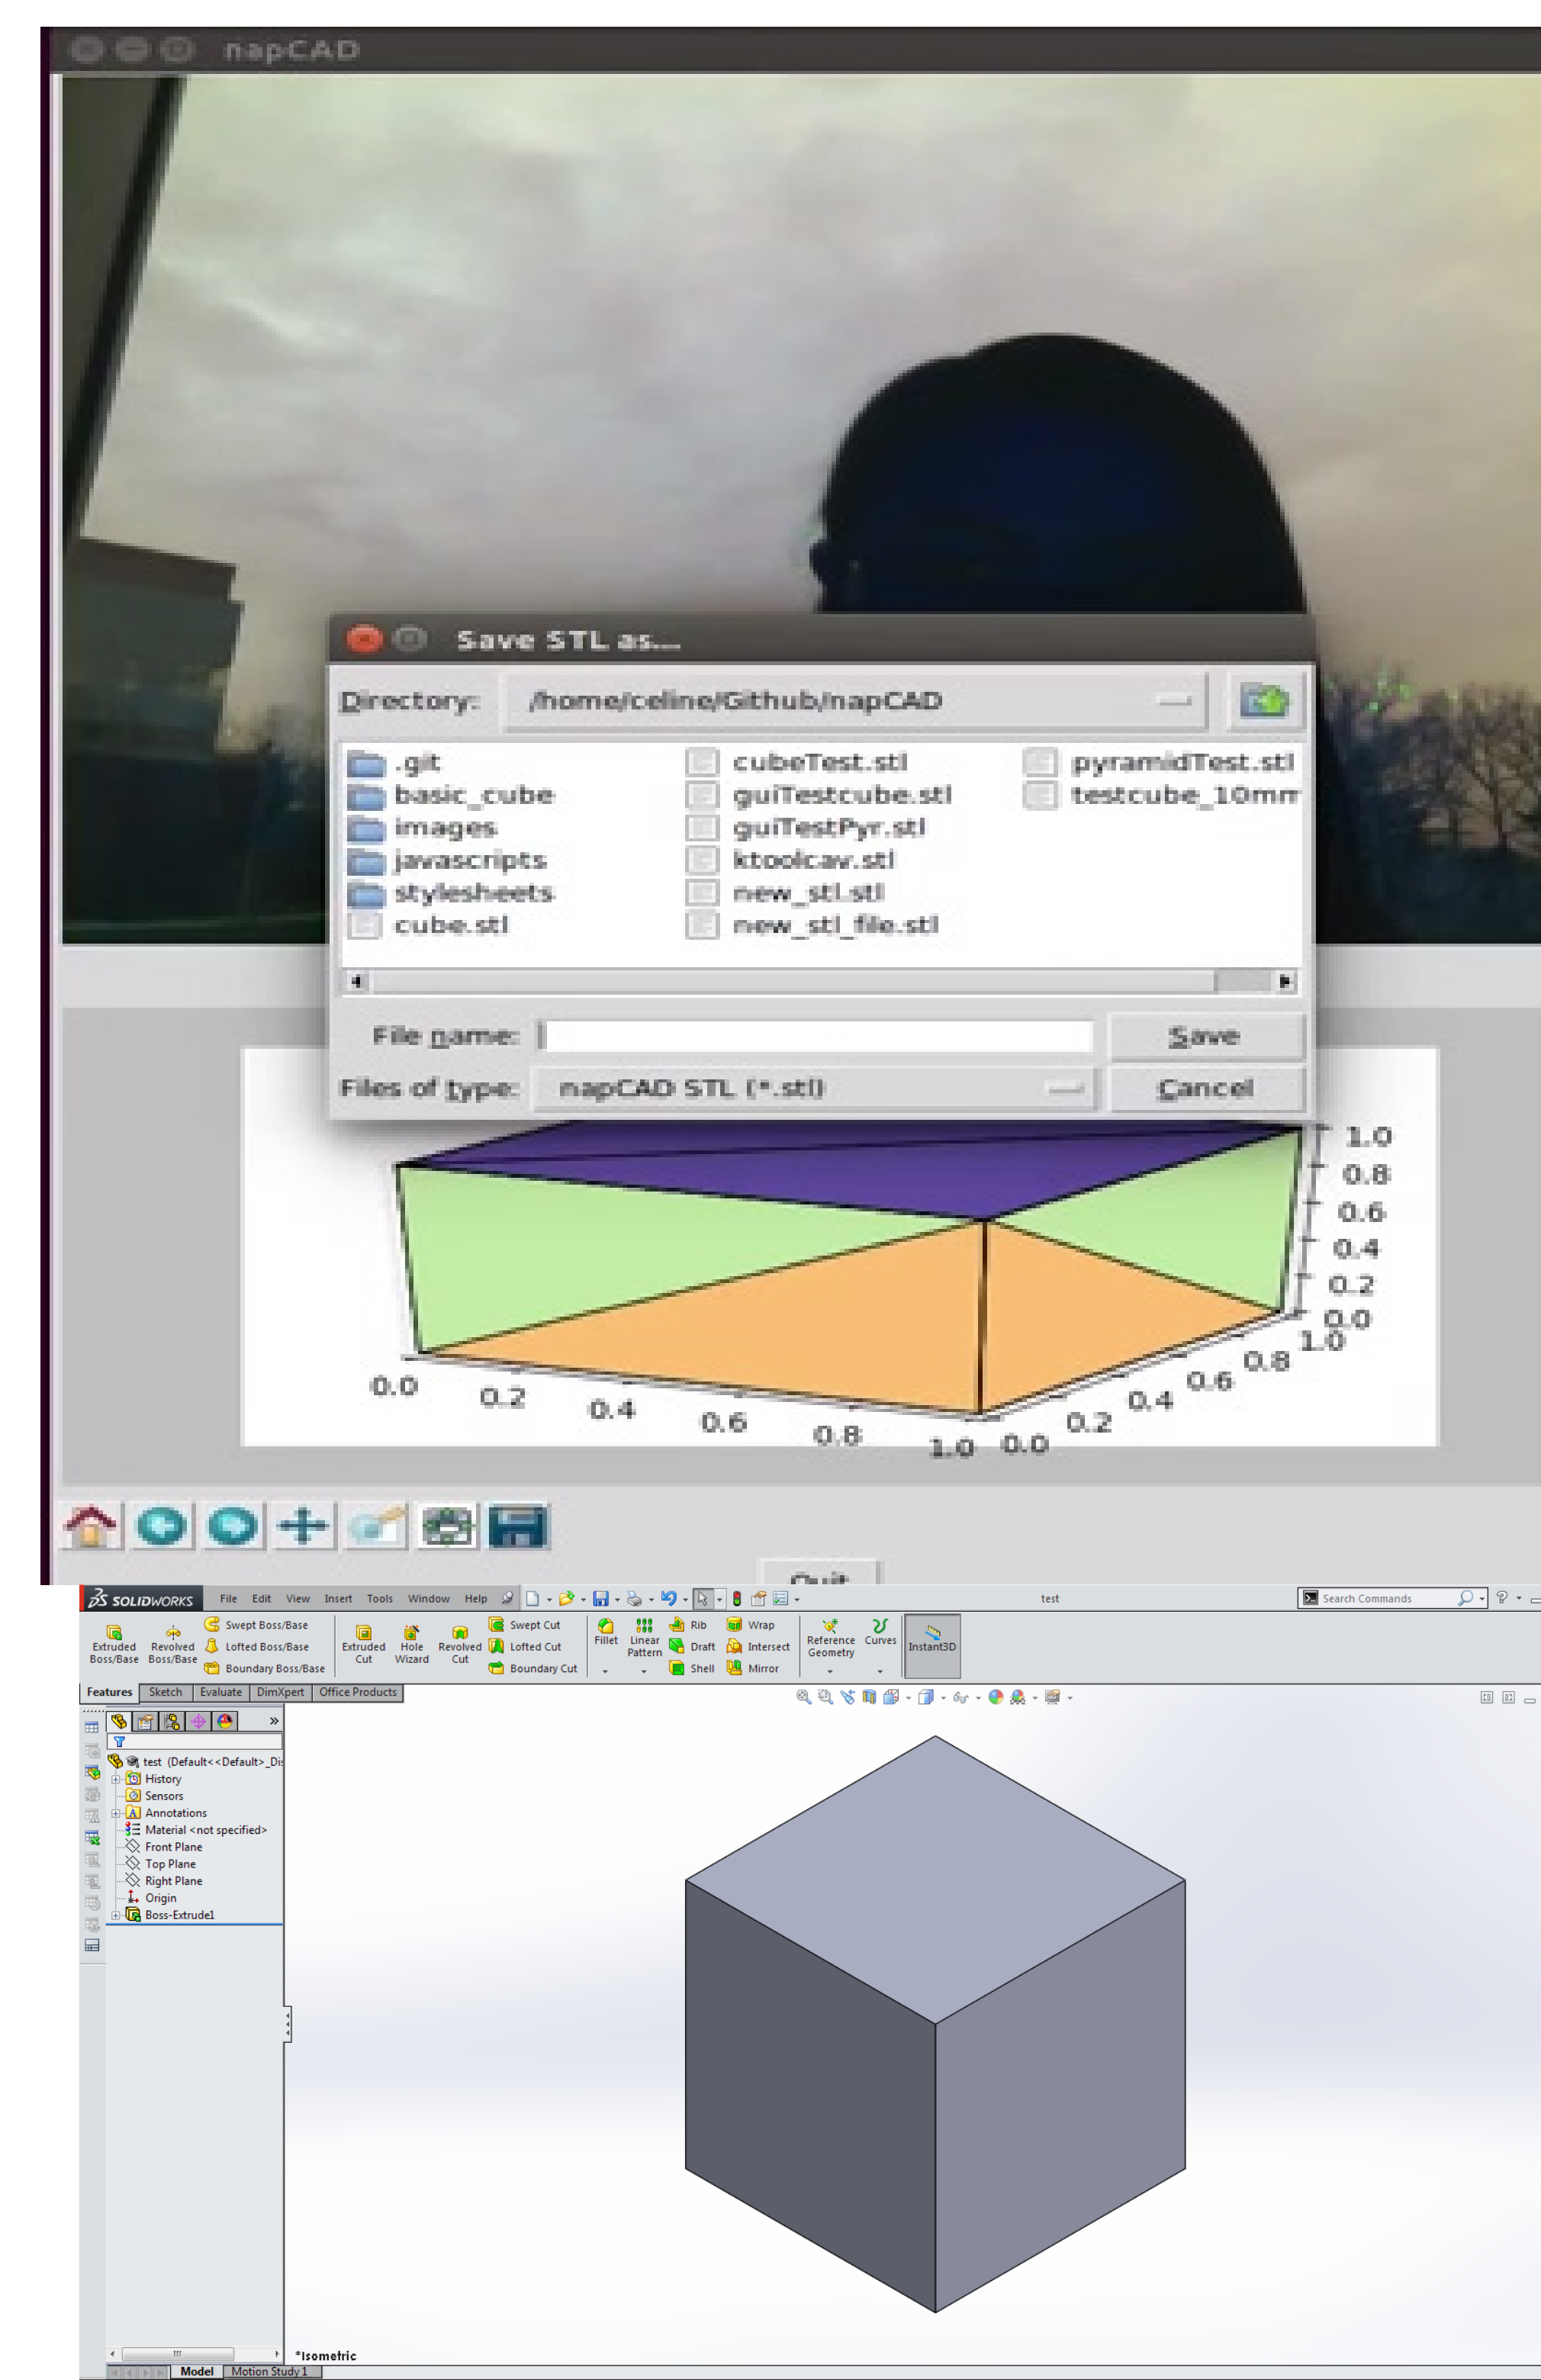 napCAD
Save STL as...
Directory: /home/celine/Github/napCAD
.git cubeTest.stl pyramidTest.stl
basic_cube guiTestcube.stl testcube_10mm
images guiTestPyr.stl
javascripts ktoolcav.stl
stylesheets new_stl.stl
cube.stl new_stl_file.stl
File name: Save
Files of type: napCAD STL (*.stl) Cancel
1.0
0.8
0.6
0.4
0.2
0.0
0.0 0.2 0.4 0.6 0.8 1.0
0.0 0.2 0.4 0.6 0.8 1.0
Quit
SOLIDWORKS File Edit View Insert Tools Window Help test Search Commands
Extruded Boss/Base
Revolved Boss/Base
Swept Boss/Base
Lofted Boss/Base
Boundary Boss/Base
Extruded Cut
Hole Wizard
Revolved Cut
Swept Cut
Lofted Cut
Boundary Cut
Fillet
Linear Pattern
Rib
Draft
Shell
Wrap
Intersect
Mirror
Reference Geometry
Curves
Instant3D
Features Sketch Evaluate DimXpert Office Products
test (Default<<Default>_Dis
History
Sensors
Annotations
Material <not specified>
Front Plane
Top Plane
Right Plane
Origin
Boss-Extrude1
*Isometric
Model Motion Study 1